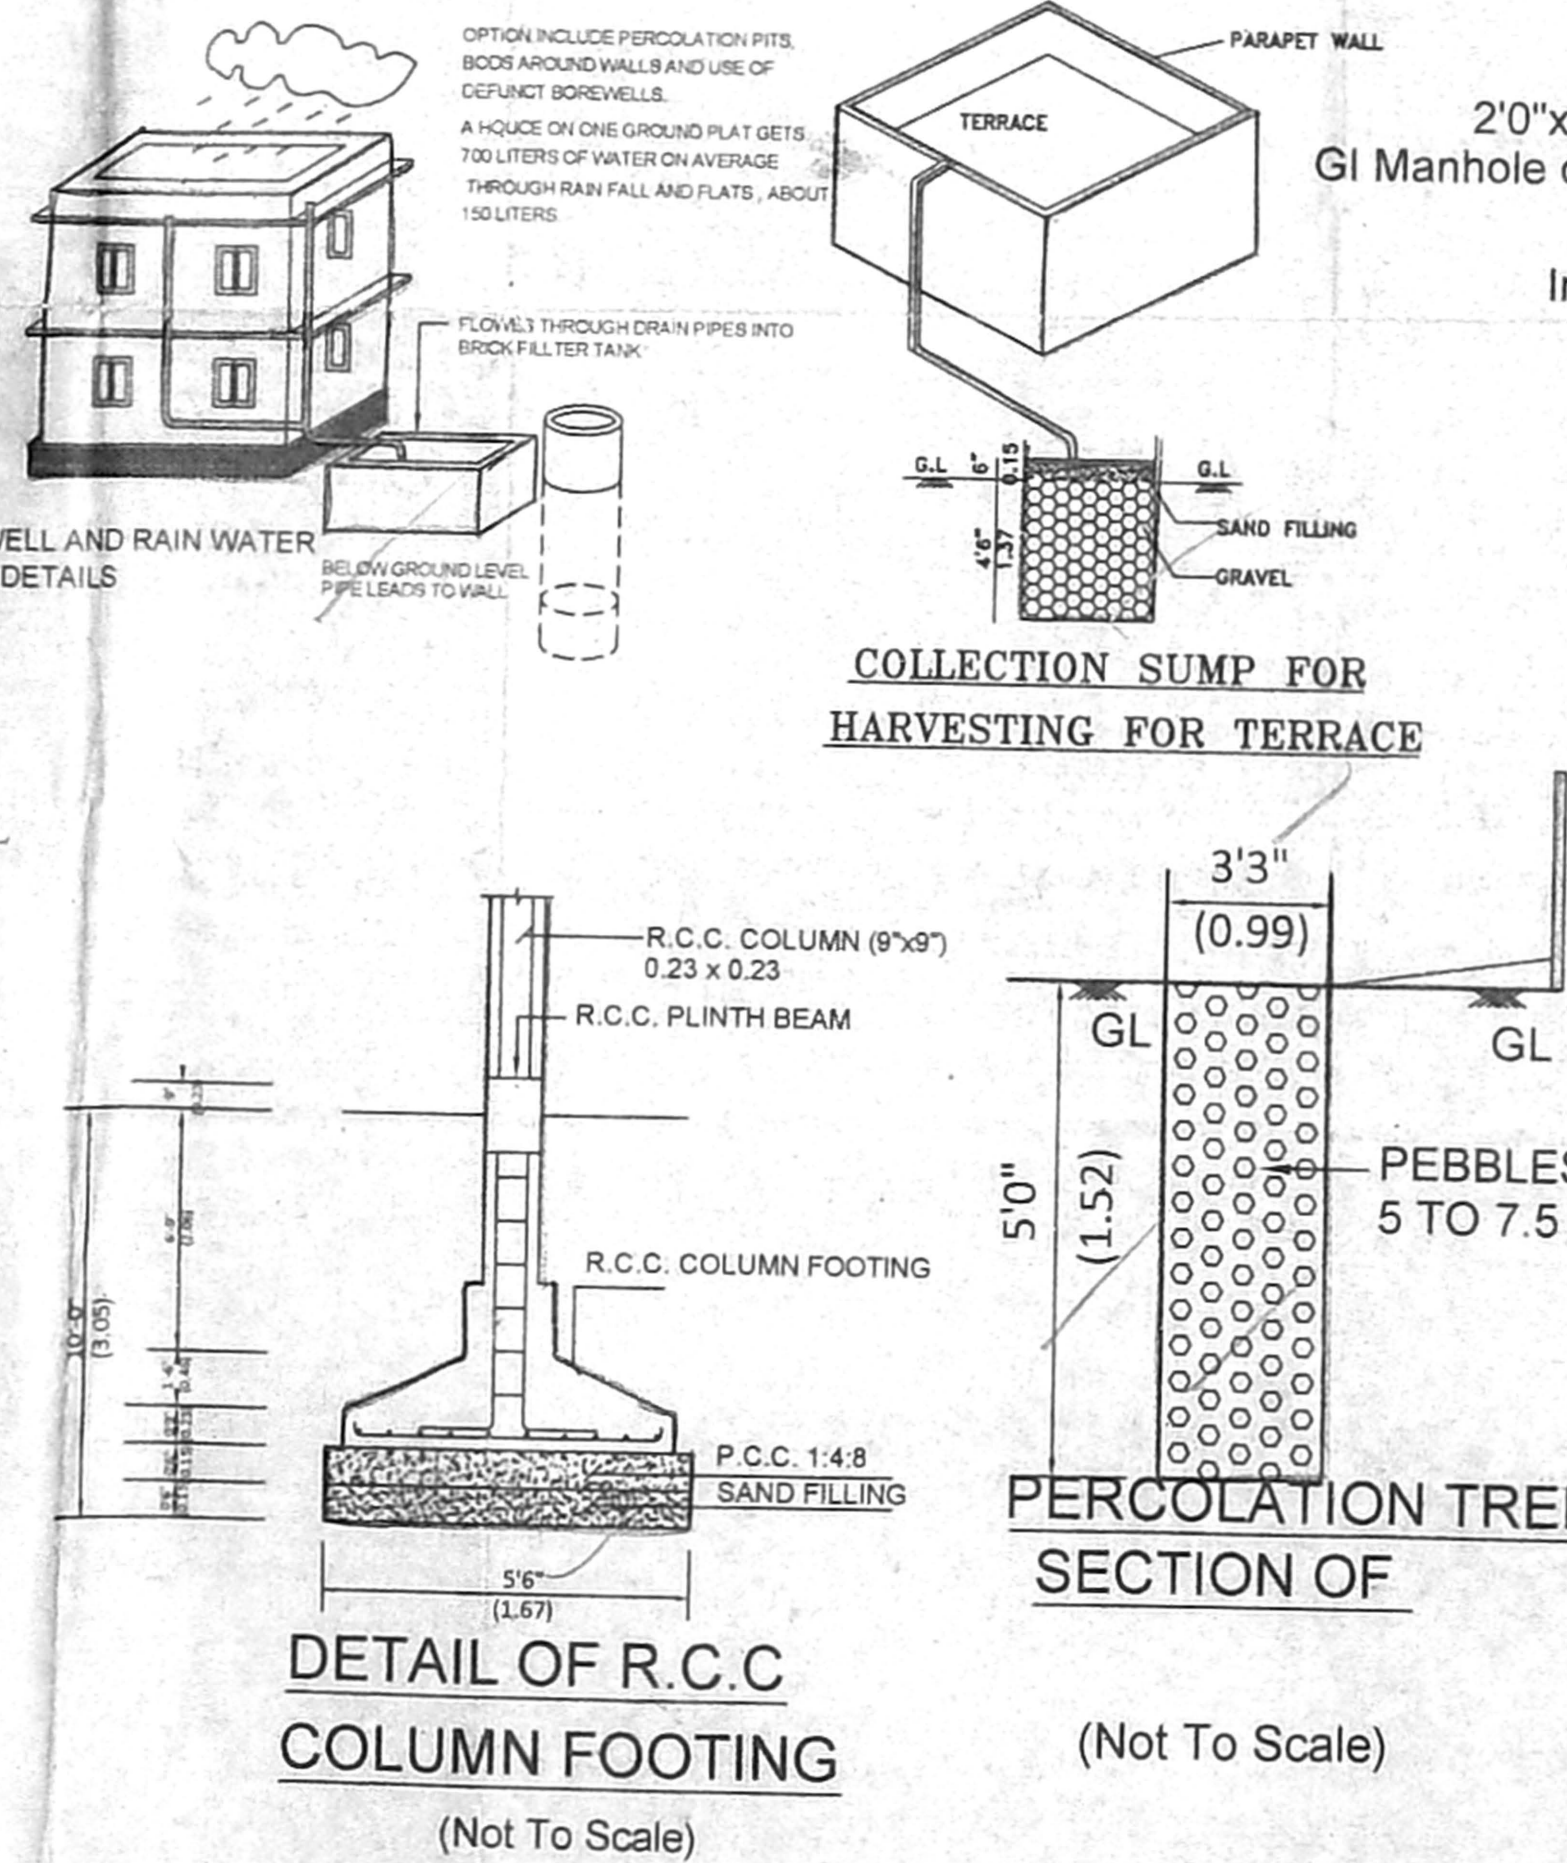 OPTION INCLUDE PERCOLATION PITS,
BODS AROUND WALLS AND USE OF
DEFUNCT BOREWELLS.
A HOUCE ON ONE GROUND PLAT GETS
700 LITERS OF WATER ON AVERAGE
THROUGH RAIN FALL AND FLATS , ABOUT
150 LITERS
FLOWES THROUGH DRAIN PIPES INTO
BRICK FILLTER TANK
BELOW GROUND LEVEL
PIPE LEADS TO WALL
WELL AND RAIN WATER
DETAILS
PARAPET WALL
TERRACE
G.L
6"
0.15
G.L
4'6"
1.37
SAND FILLING
GRAVEL
COLLECTION SUMP FOR
HARVESTING FOR TERRACE
2'0"x
GI Manhole
R.C.C. COLUMN (9"x9")
0.23 x 0.23
R.C.C. PLINTH BEAM
R.C.C. COLUMN FOOTING
P.C.C. 1:4:8
SAND FILLING
10'-0"
(3.05)
5'6"
(1.67)
DETAIL OF R.C.C
COLUMN FOOTING
(Not To Scale)
3'3"
(0.99)
GL
GL
5'0"
(1.52)
PEBBLES
5 TO 7.5
PERCOLATION TRE
SECTION OF
(Not To Scale)